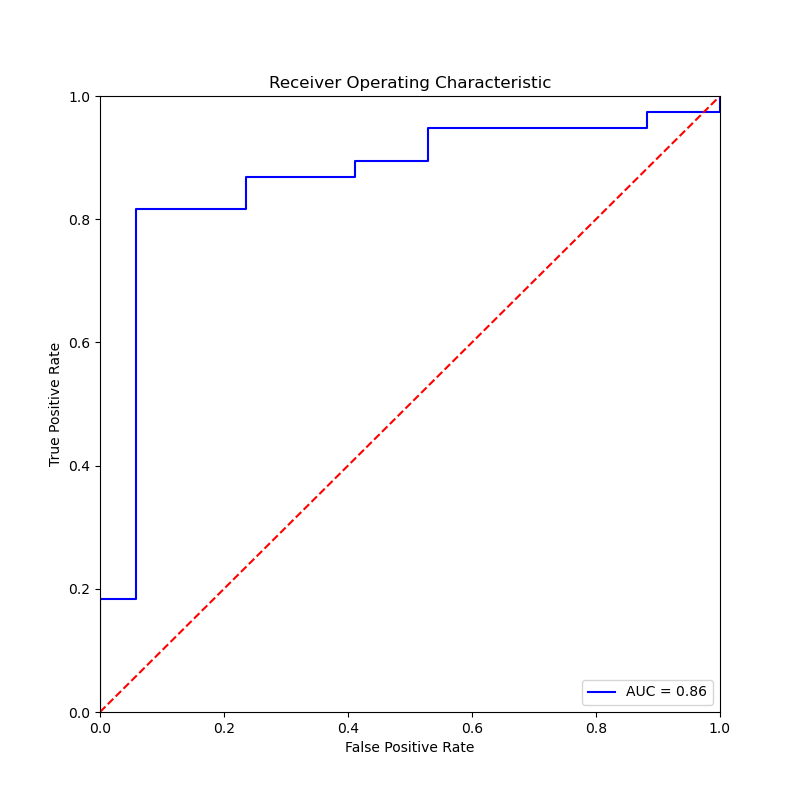 Receiver Operating Characteristic
1.0
0.8
0.6
0.4
0.2
0.0
True Positive Rate
AUC = 0.86
0.0 0.2 0.4 0.6 0.8 1.0
False Positive Rate